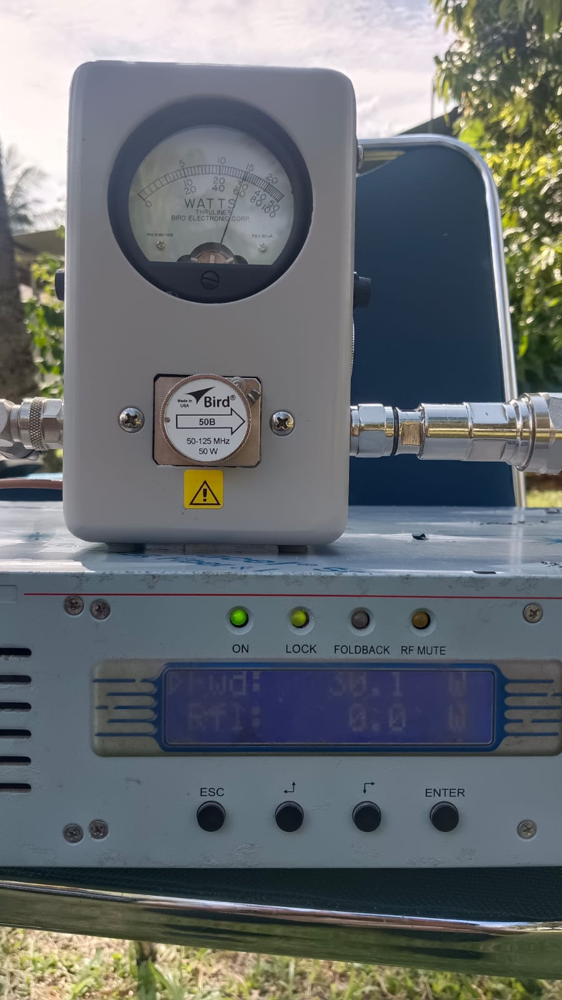 5 10 15 20
10 20 30 40 50
0 20 40 60 80 100
WATTS
THRULINE®
BIRD ELECTRONIC CORP.
PN 2080-002
FS = 30 uA
Made in
USA
Bird®
50B
50-125 MHz
50 W
ON LOCK FOLDBACK RF MUTE
Fwd: 30.1 W
Rfl: 0.0 W
ESC ENTER